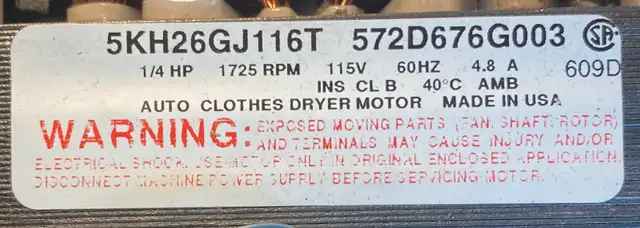 5KH26GJ116T 572D676G003 SA
1/4 HP 1725 RPM 115V 60HZ 4.8 A 609D
INS CL B 40°C AMB
AUTO CLOTHES DRYER MOTOR MADE IN USA
WARNING: EXPOSED MOVING PARTS (FAN, SHAFT, ROTOR)
AND TERMINALS MAY CAUSE INJURY AND/OR
ELECTRICAL SHOCK. USE MOTOR ONLY IN ORIGINAL ENCLOSED APPLICATION.
DISCONNECT MACHINE POWER SUPPLY BEFORE SERVICING MOTOR.